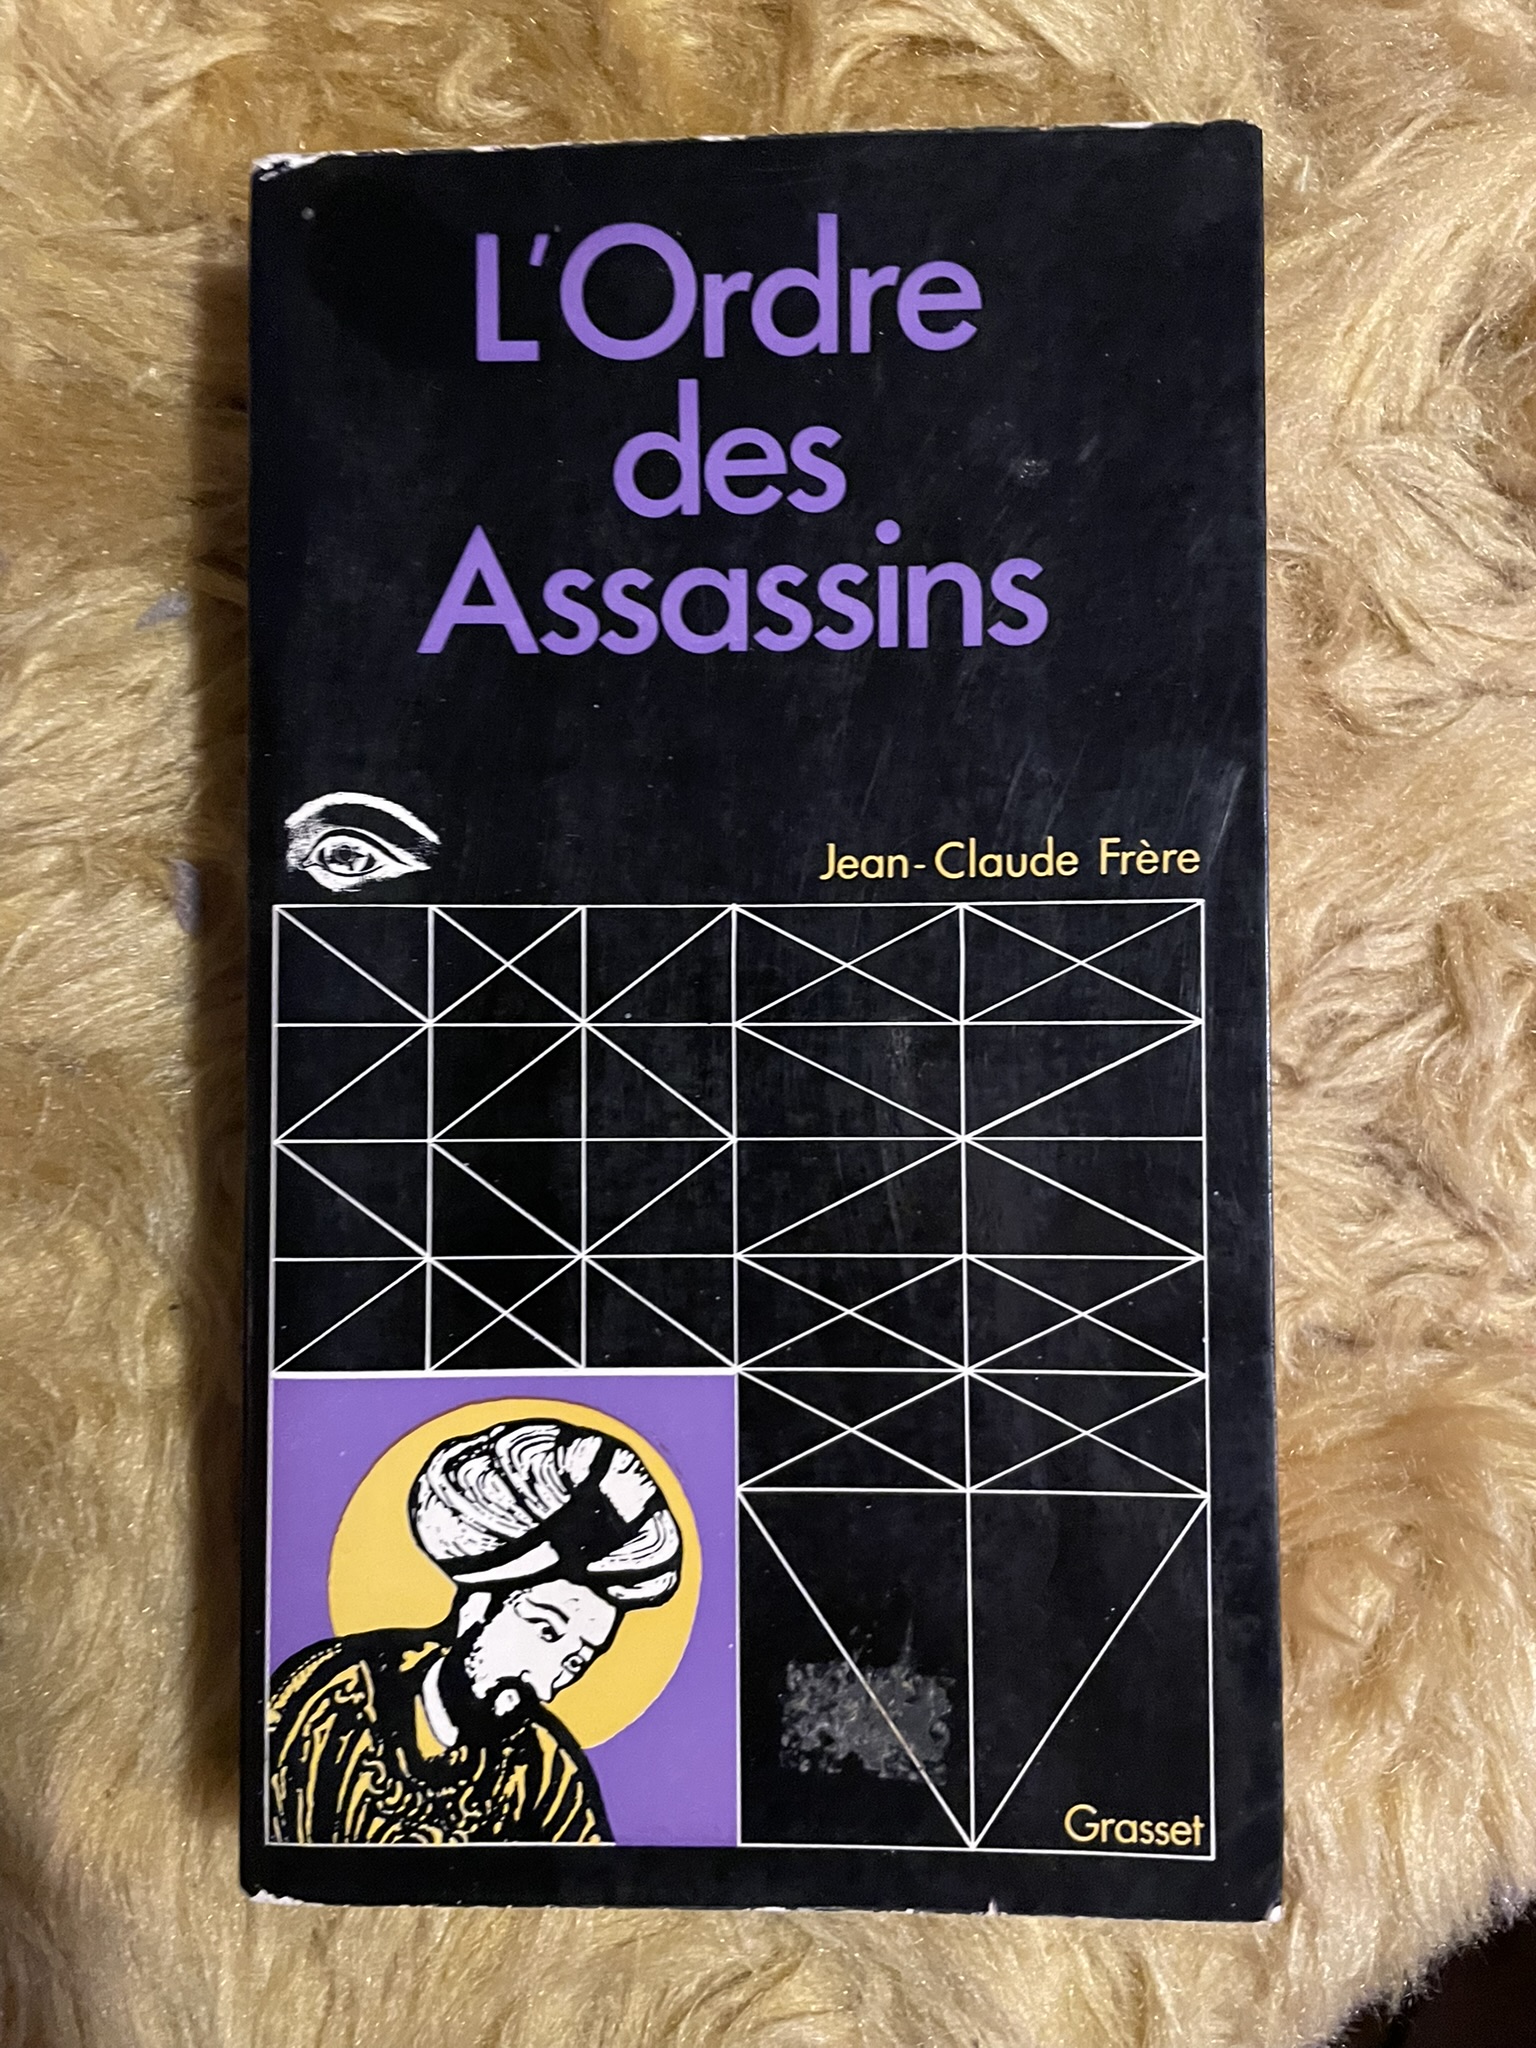 L'Ordre
des
Assassins
Jean-Claude Frère
Grasset